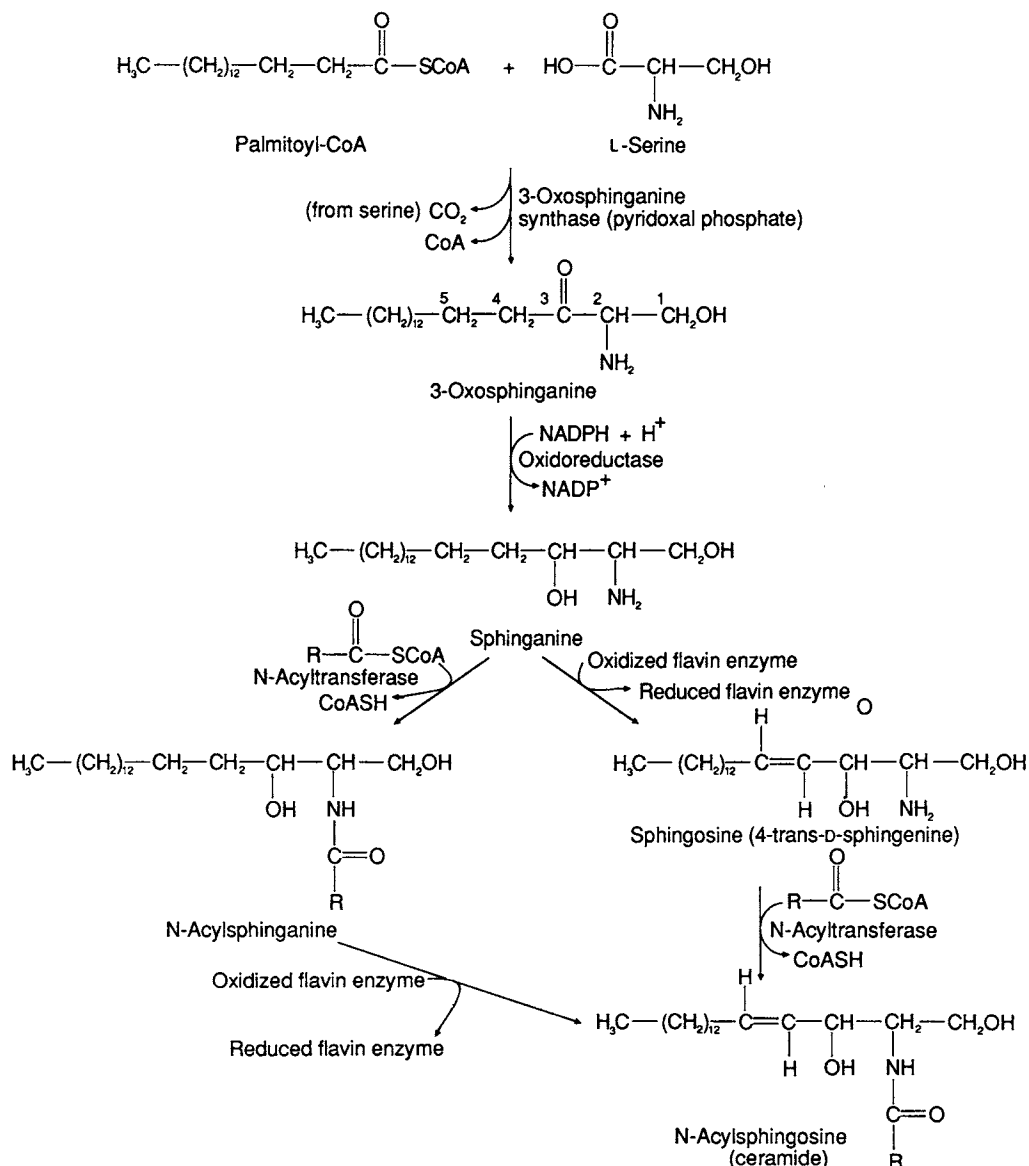 O
H₃C—(CH₂)₁₂—CH₂—CH₂—C—SCoA + HO—C—CH—CH₂OH
O
NH₂
Palmitoyl-CoA
L-Serine
(from serine) CO₂
3-Oxosphinganine
synthase (pyridoxal phosphate)
CoA
O
5 4 3 2 1
H₃C—(CH₂)₁₂—CH₂—CH₂—C—CH—CH₂OH
NH₂
3-Oxosphinganine
NADPH + H⁺
Oxidoreductase
NADP⁺
H₃C—(CH₂)₁₂—CH₂—CH₂—CH—CH—CH₂OH
OH NH₂
Sphinganine
O
R—C—SCoA
N-Acyltransferase
CoASH
Oxidized flavin enzyme
Reduced flavin enzyme
O
H₃C—(CH₂)₁₂—CH₂—CH₂—CH—CH—CH₂OH
OH NH
C=O
R
N-Acylsphinganine
H
H₃C—(CH₂)₁₂—C=C—CH—CH—CH₂OH
H OH NH₂
Sphingosine (4-trans-D-sphingenine)
O
R—C—SCoA
N-Acyltransferase
CoASH
Oxidized flavin enzyme
Reduced flavin enzyme
H
H₃C—(CH₂)₁₂—C=C—CH—CH₂—CH₂OH
H OH NH
C=O
R
N-Acylsphingosine
(ceramide)